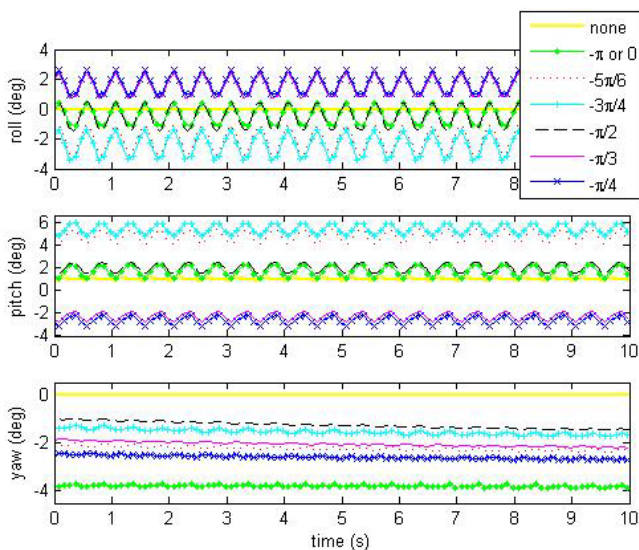 none
-π or 0
-5π/6
-3π/4
-π/2
-π/3
-π/4
4
2
0
-2
-4
roll (deg)
0 1 2 3 4 5 6 7 8
6
4
2
0
-2
-4
pitch (deg)
0 1 2 3 4 5 6 7 8 9 10
0
-2
-4
yaw (deg)
0 1 2 3 4 5 6 7 8 9 10
time (s)